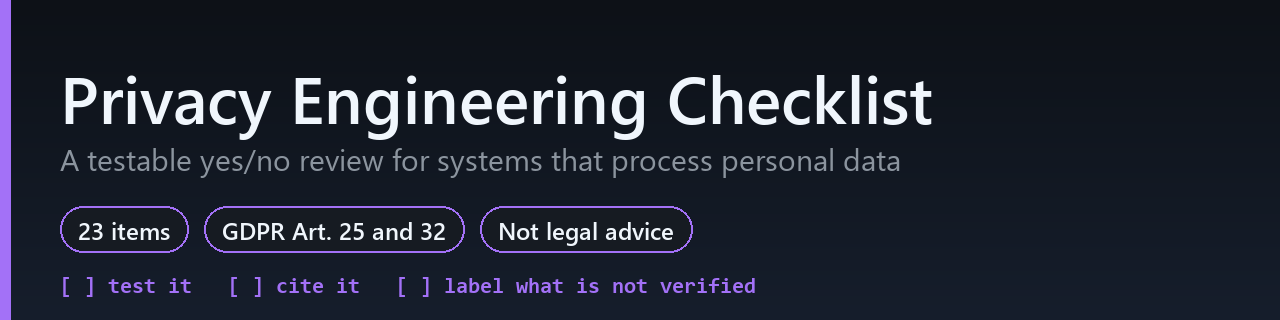 Privacy Engineering Checklist
A testable yes/no review for systems that process personal data
23 items GDPR Art. 25 and 32 Not legal advice
[ ] test it [ ] cite it [ ] label what is not verified